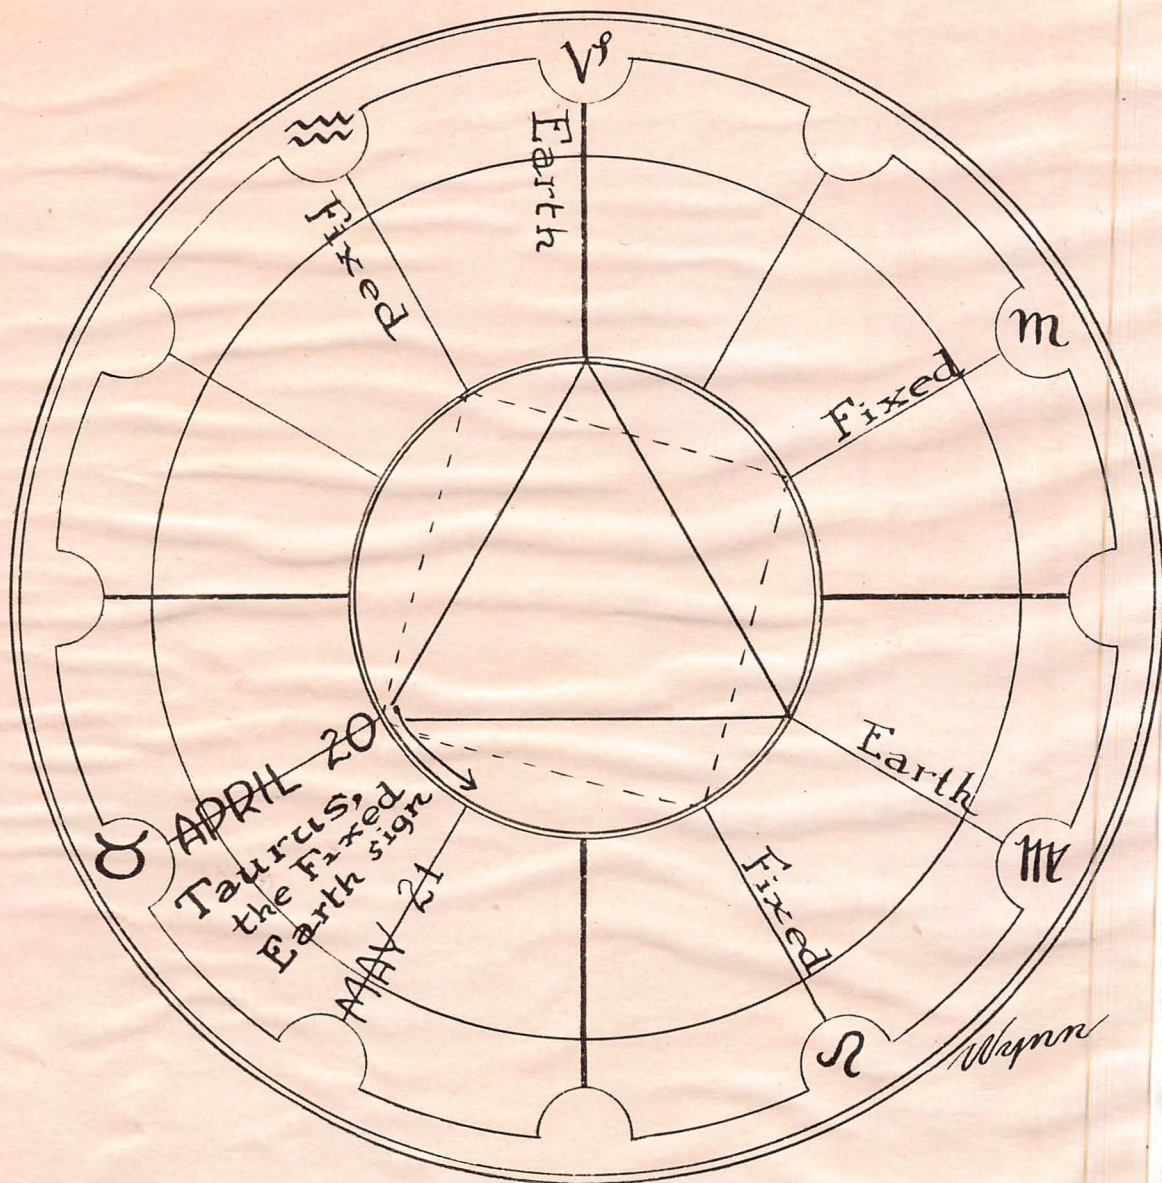 ♑
Earth
♒
Fixed
♏
Fixed
Earth
♍
Fixed
♌
♉ APRIL 20
Taurus,
the Fixed
Earth sign
MAY 21
Wynn